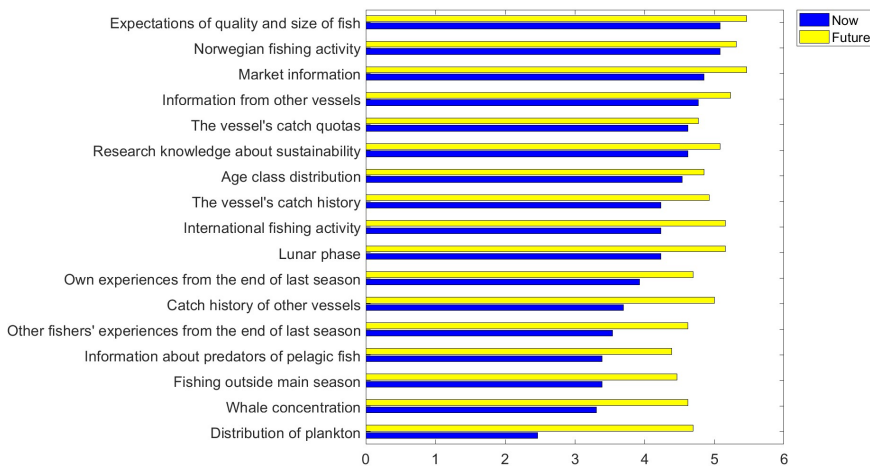 Expectations of quality and size of fish
Norwegian fishing activity
Market information
Information from other vessels
The vessel's catch quotas
Research knowledge about sustainability
Age class distribution
The vessel's catch history
International fishing activity
Lunar phase
Own experiences from the end of last season
Catch history of other vessels
Other fishers' experiences from the end of last season
Information about predators of pelagic fish
Fishing outside main season
Whale concentration
Distribution of plankton
0 1 2 3 4 5 6
Now
Future